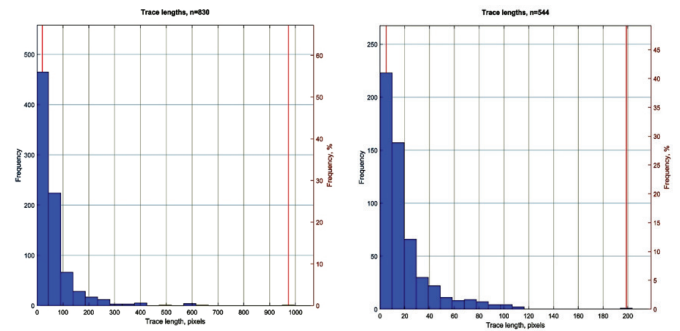 Trace lengths, n=830
500
400
300
200
100
0
Frequency
60
50
40
30
20
10
0
Frequency, %
0 100 200 300 400 500 600 700 800 900 1000
Trace length, pixels
Trace lengths, n=544
250
200
150
100
50
0
Frequency
45
40
35
30
25
20
15
10
5
0
Frequency, %
0 20 40 60 80 100 120 140 160 180 200
Trace length, pixels